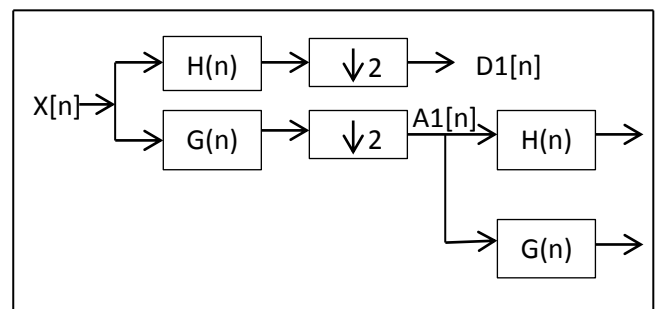 H(n)
↓2
D1[n]
X[n]
G(n)
↓2
A1[n]
H(n)
G(n)